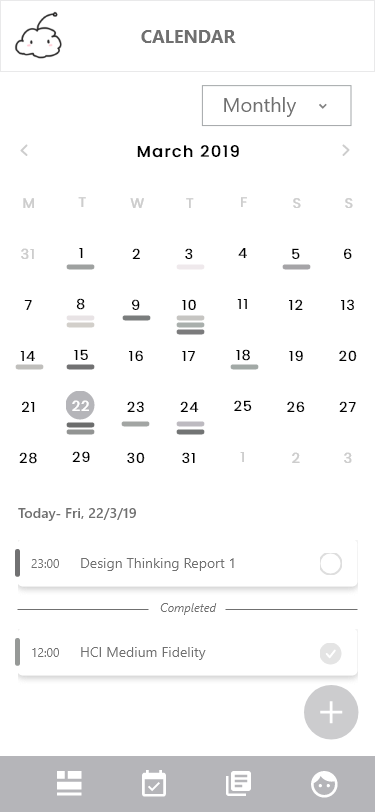 CALENDAR
Monthly
March 2019
M T W T F S S
31 1 2 3 4 5 6
7 8 9 10 11 12 13
14 15 16 17 18 19 20
21 22 23 24 25 26 27
28 29 30 31 1 2 3
Today- Fri, 22/3/19
23:00 Design Thinking Report 1
Completed
12:00 HCI Medium Fidelity